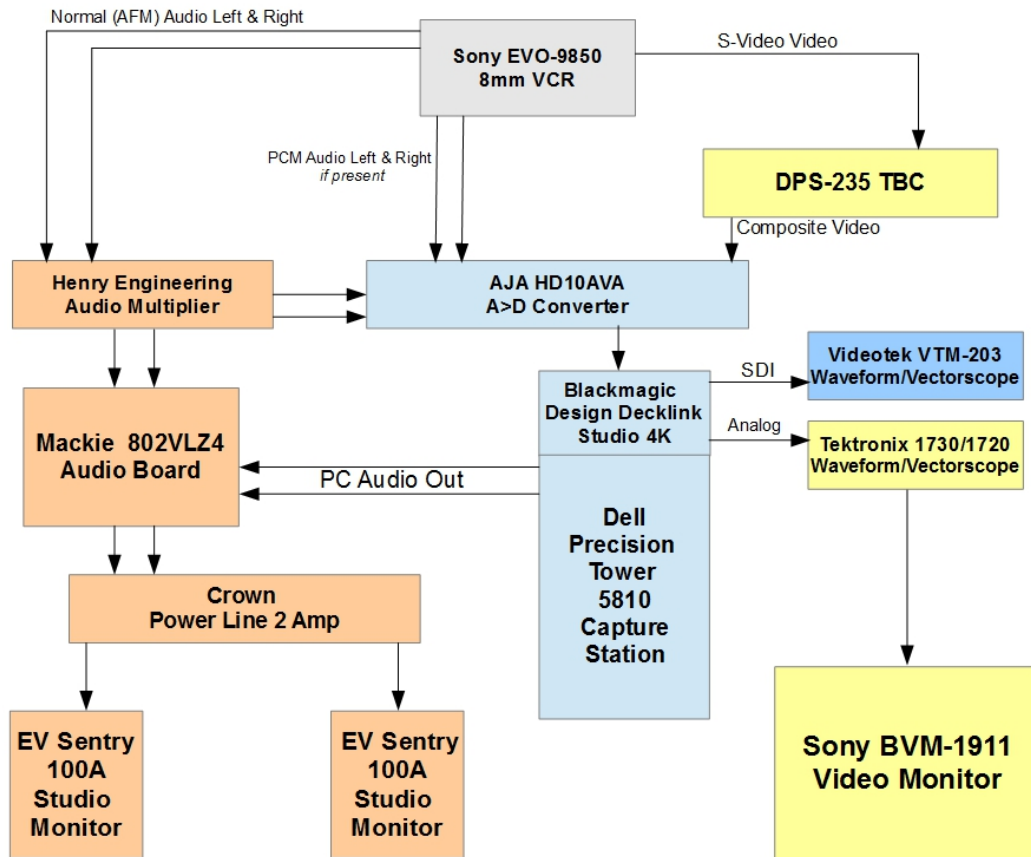 Normal (AFM) Audio Left & Right
Sony EVO-9850
8mm VCR
S-Video Video
PCM Audio Left & Right
if present
DPS-235 TBC
Composite Video
Henry Engineering
Audio Multiplier
AJA HD10AVA
A>D Converter
Videotek VTM-203
Waveform/Vectorscope
SDI
Blackmagic
Design Decklink
Studio 4K
Analog
Tektronix 1730/1720
Waveform/Vectorscope
Mackie 802VLZ4
Audio Board
PC Audio Out
Dell
Precision
Tower
5810
Capture
Station
Crown
Power Line 2 Amp
EV Sentry
100A
Studio
Monitor
EV Sentry
100A
Studio
Monitor
Sony BVM-1911
Video Monitor